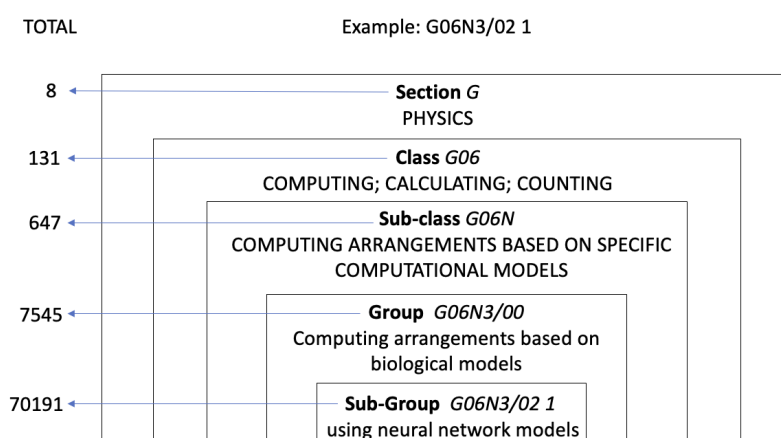 TOTAL
Example: G06N3/02 1
8
Section G
PHYSICS
131
Class G06
COMPUTING; CALCULATING; COUNTING
647
Sub-class G06N
COMPUTING ARRANGEMENTS BASED ON SPECIFIC
COMPUTATIONAL MODELS
7545
Group G06N3/00
Computing arrangements based on
biological models
70191
Sub-Group G06N3/02 1
using neural network models